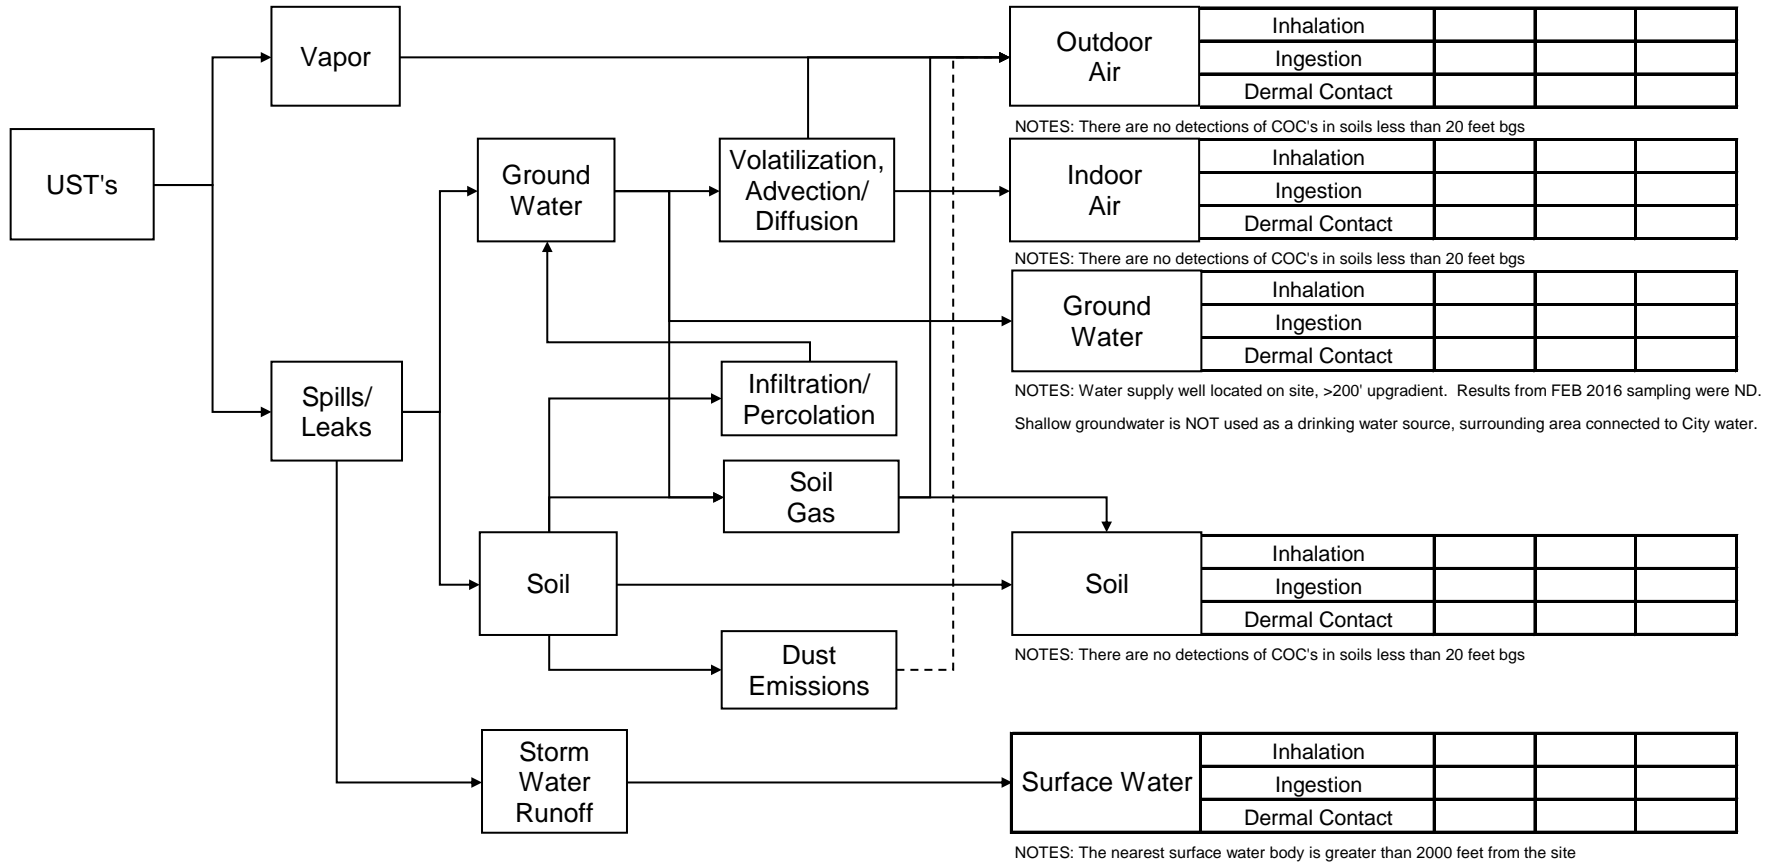 Vapor
UST's
Spills/
Leaks
Ground
Water
Soil
Storm
Water
Runoff
Volatilization,
Advection/
Diffusion
Infiltration/
Percolation
Soil
Gas
Dust
Emissions
Outdoor
Air
Inhalation
Ingestion
Dermal Contact
NOTES: There are no detections of COC's in soils less than 20 feet bgs
Indoor
Air
Inhalation
Ingestion
Dermal Contact
NOTES: There are no detections of COC's in soils less than 20 feet bgs
Ground
Water
Inhalation
Ingestion
Dermal Contact
NOTES: Water supply well located on site, >200' upgradient. Results from FEB 2016 sampling were ND.
Shallow groundwater is NOT used as a drinking water source, surrounding area connected to City water.
Soil
Inhalation
Ingestion
Dermal Contact
NOTES: There are no detections of COC's in soils less than 20 feet bgs
Surface Water
Inhalation
Ingestion
Dermal Contact
NOTES: The nearest surface water body is greater than 2000 feet from the site